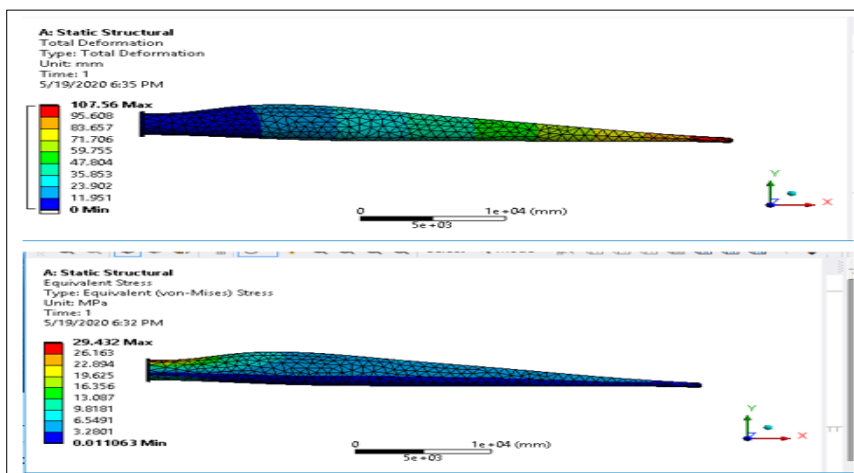 A: Static Structural
Total Deformation
Type: Total Deformation
Unit: mm
Time: 1
5/19/2020 6:35 PM
107.56 Max
95.608
83.657
71.706
59.755
47.804
35.853
23.902
11.951
0 Min
0
1e+04 (mm)
5e+03
Y
Z
X
A: Static Structural
Equivalent Stress
Type: Equivalent (von-Mises) Stress
Unit: MPa
Time: 1
5/19/2020 6:32 PM
29.432 Max
26.163
22.894
19.625
16.356
13.087
9.8181
6.5491
3.2801
0.011063 Min
0
1e+04 (mm)
5e+03
Y
Z
X